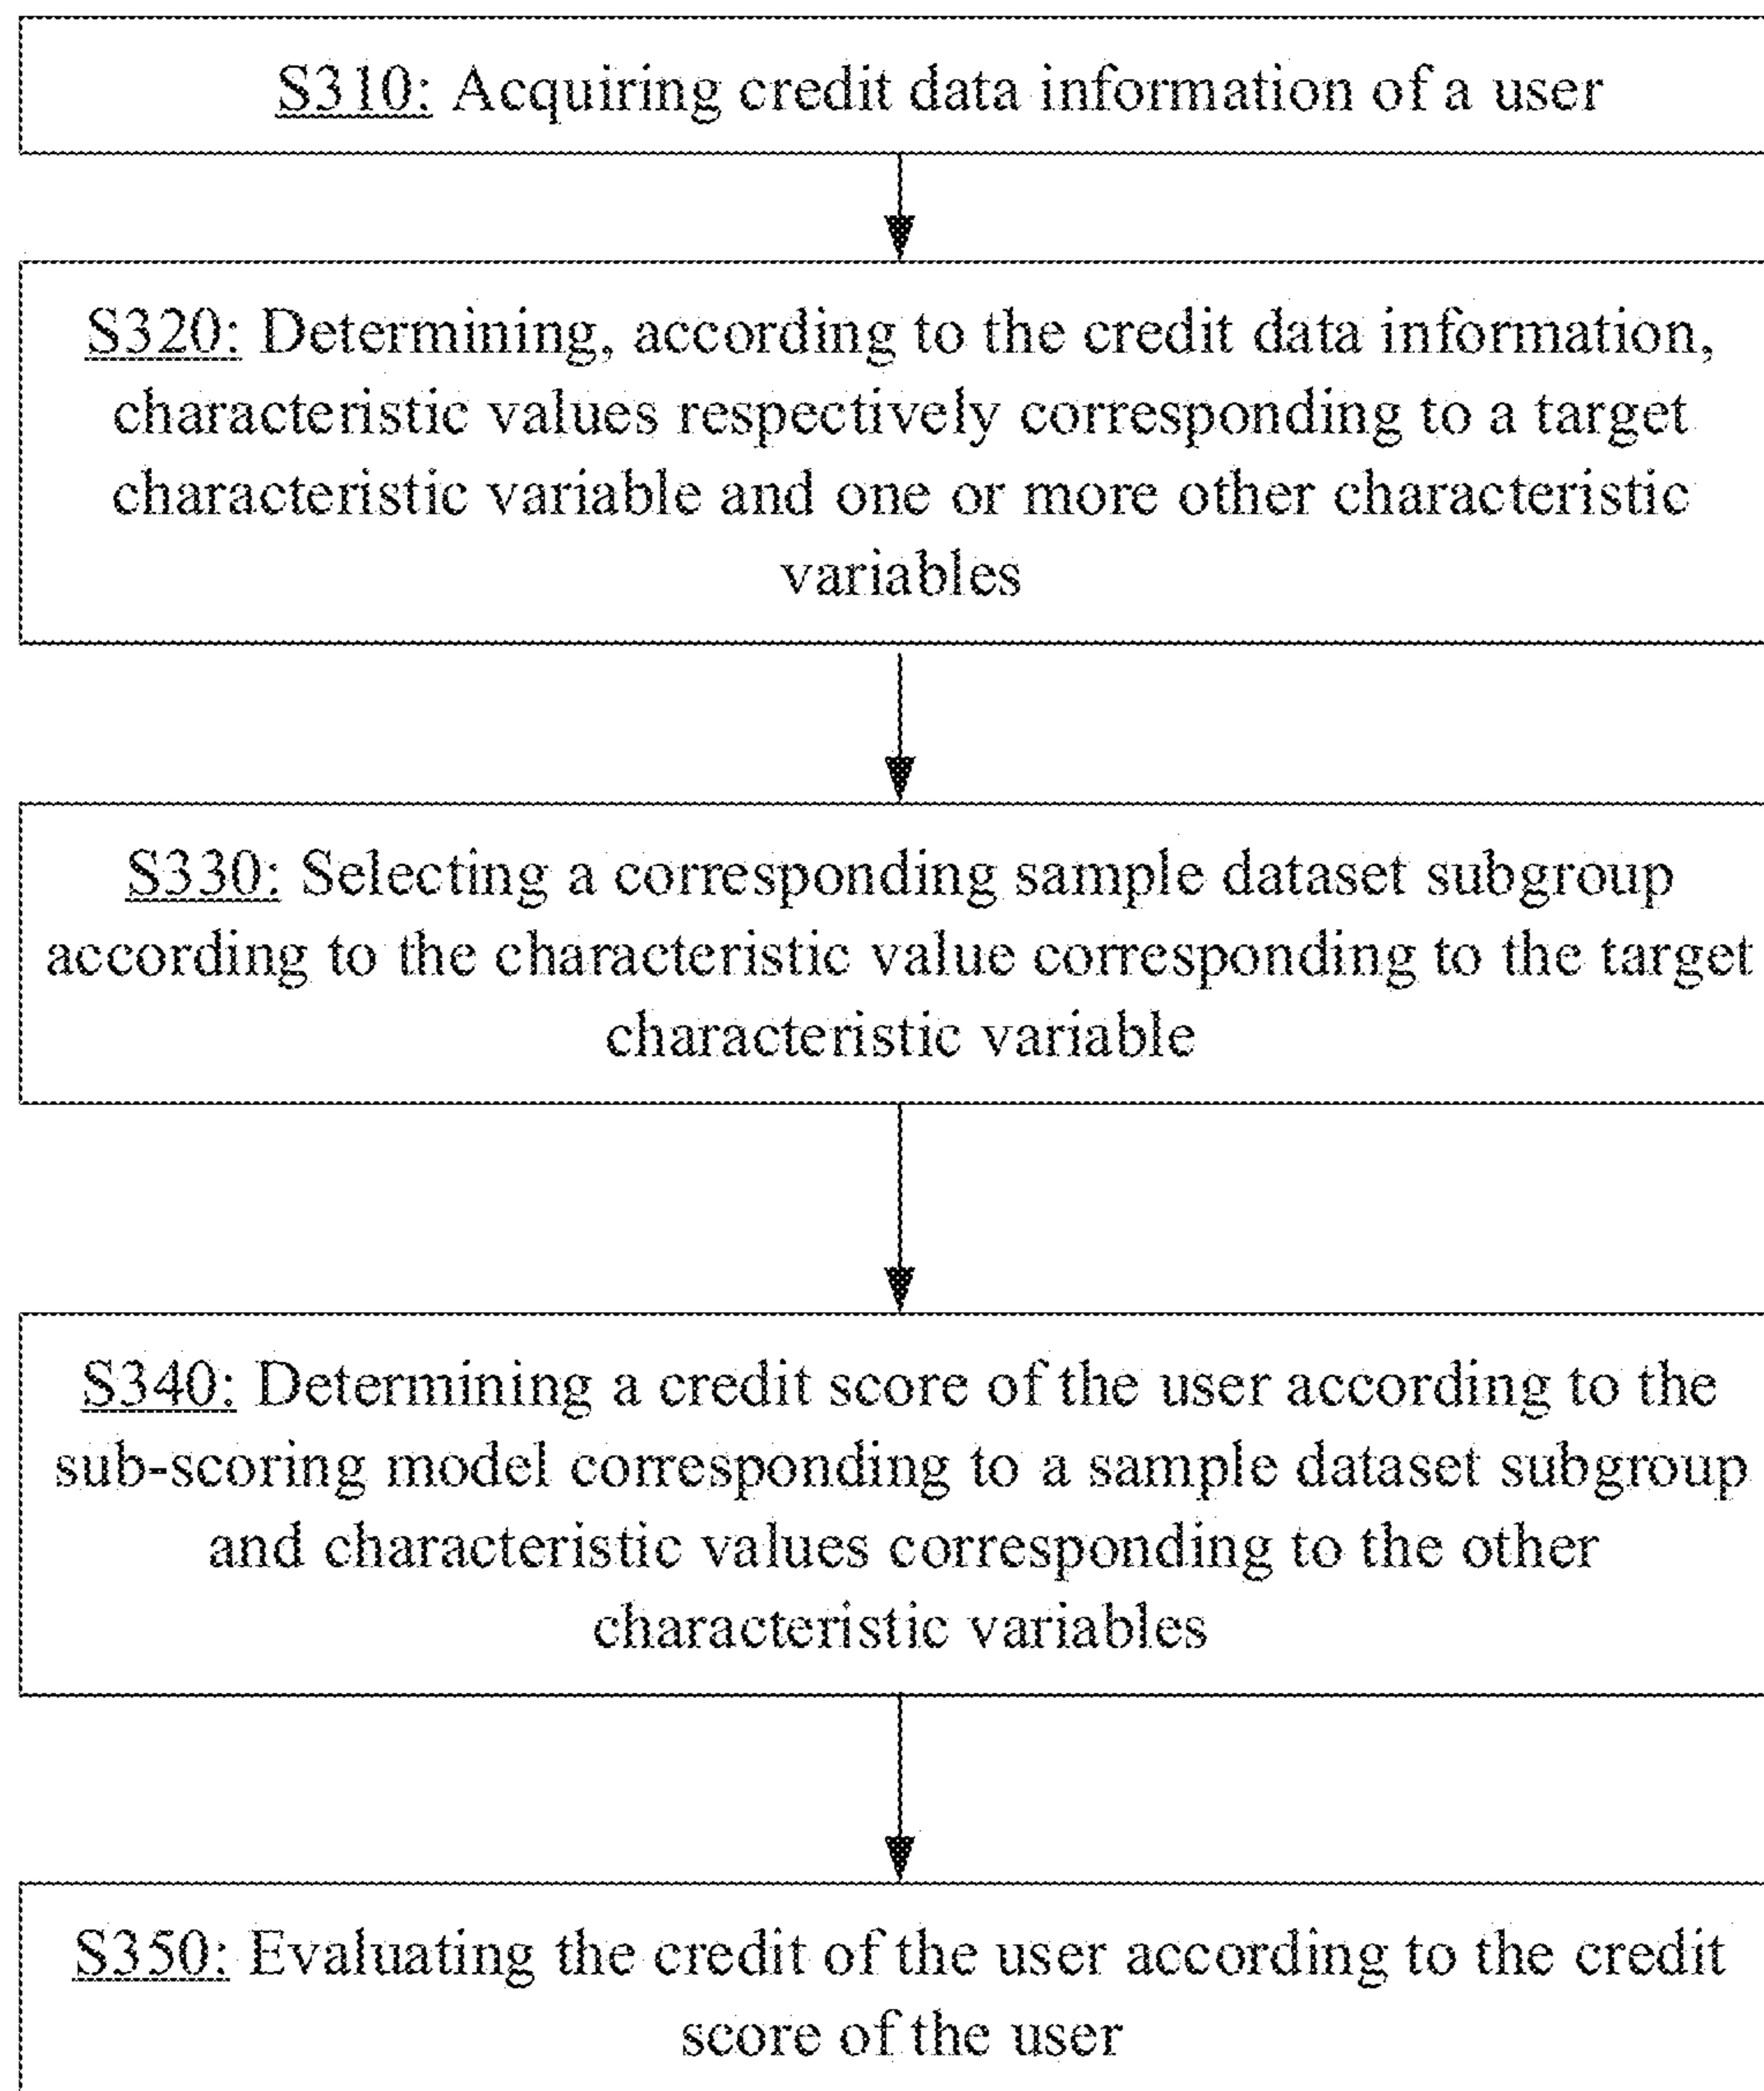 S310: Acquiring credit data information of a user
S320: Determining, according to the credit data information,
characteristic values respectively corresponding to a target
characteristic variable and one or more other characteristic
variables
S330: Selecting a corresponding sample dataset subgroup
according to the characteristic value corresponding to the target
characteristic variable
S340: Determining a credit score of the user according to the
sub-scoring model corresponding to a sample dataset subgroup
and characteristic values corresponding to the other
characteristic variables
S350: Evaluating the credit of the user according to the credit
score of the user